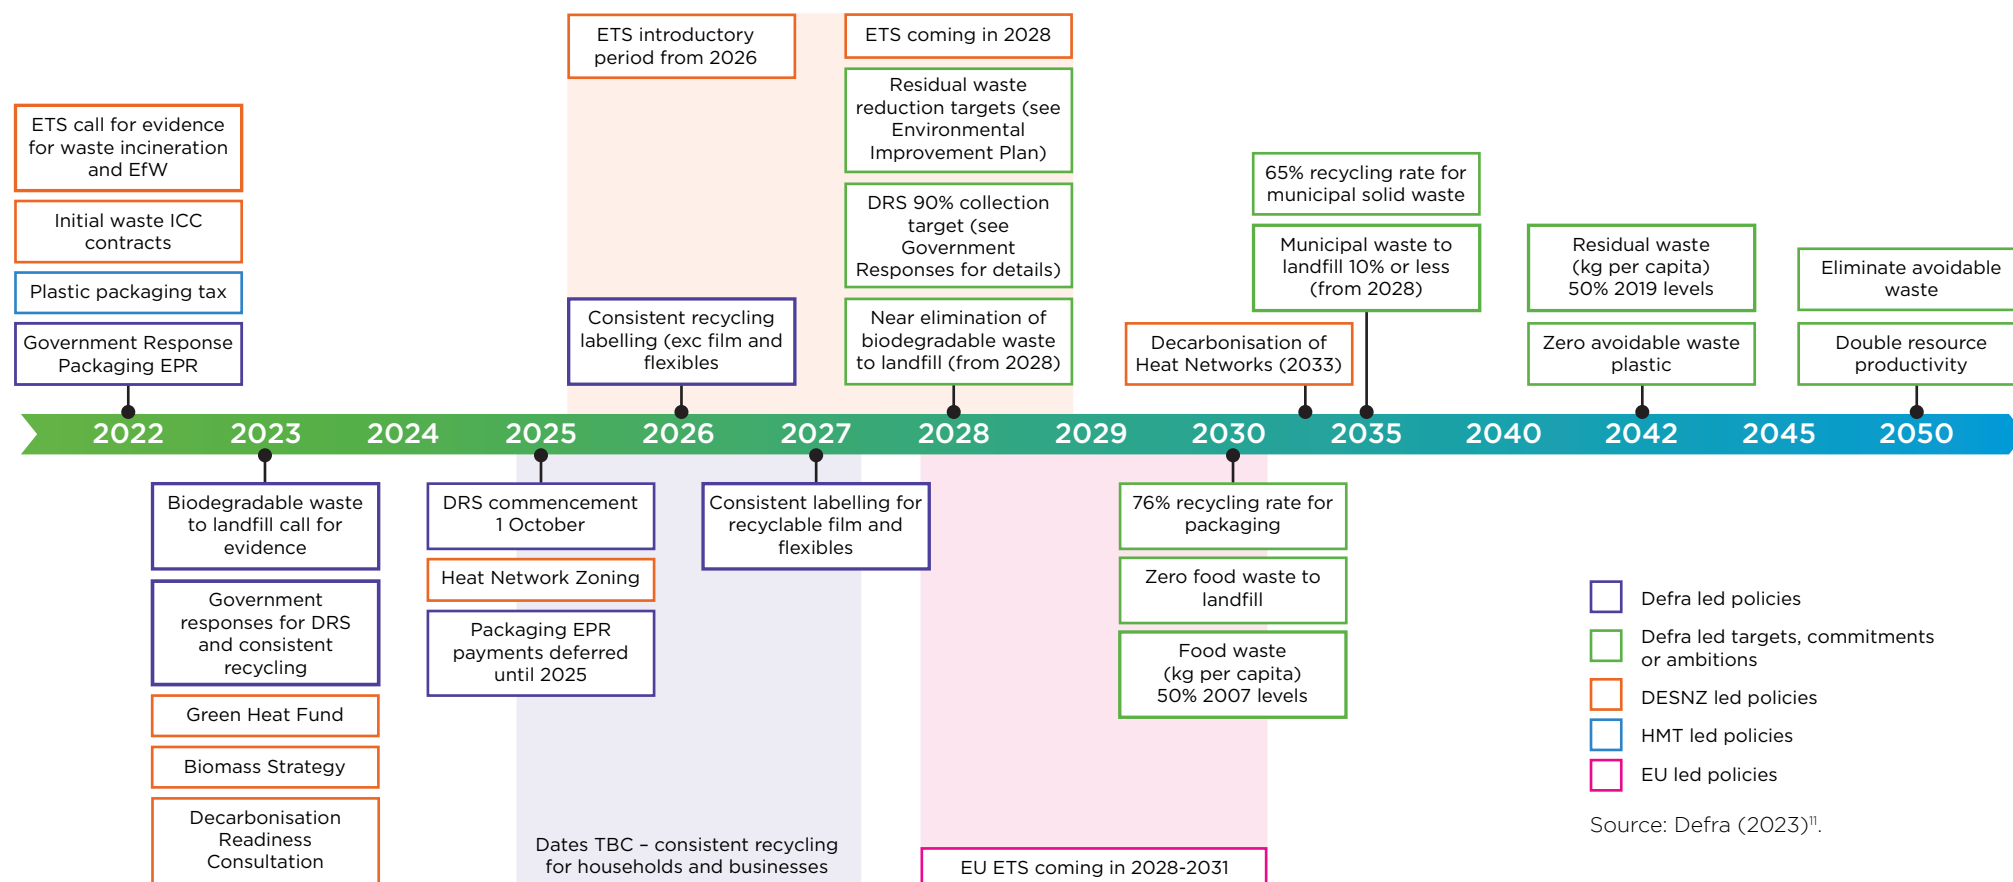 ETS introductory
period from 2026
ETS coming in 2028
Residual waste
reduction targets (see
Environmental
Improvement Plan)
ETS call for evidence
for waste incineration
and EfW
Initial waste ICC
contracts
Plastic packaging tax
Government Response
Packaging EPR
Consistent recycling
labelling (exc film and
flexibles
DRS 90% collection
target (see
Government
Responses for details)
Near elimination of
biodegradable waste
to landfill (from 2028)
65% recycling rate for
municipal solid waste
Municipal waste to
landfill 10% or less
(from 2028)
Decarbonisation of
Heat Networks (2033)
Residual waste
(kg per capita)
50% 2019 levels
Zero avoidable waste
plastic
Eliminate avoidable
waste
Double resource
productivity
2022 2023 2024 2025 2026 2027 2028 2029 2030 2035 2040 2042 2045 2050
Biodegradable waste
to landfill call for
evidence
Government
responses for DRS
and consistent
recycling
Green Heat Fund
Biomass Strategy
Decarbonisation
Readiness
Consultation
DRS commencement
1 October
Heat Network Zoning
Packaging EPR
payments deferred
until 2025
Dates TBC – consistent recycling
for households and businesses
Consistent labelling for
recyclable film and
flexibles
76% recycling rate for
packaging
Zero food waste to
landfill
Food waste
(kg per capita)
50% 2007 levels
EU ETS coming in 2028-2031
Defra led policies
Defra led targets, commitments
or ambitions
DESNZ led policies
HMT led policies
EU led policies
Source: Defra (2023)¹¹.